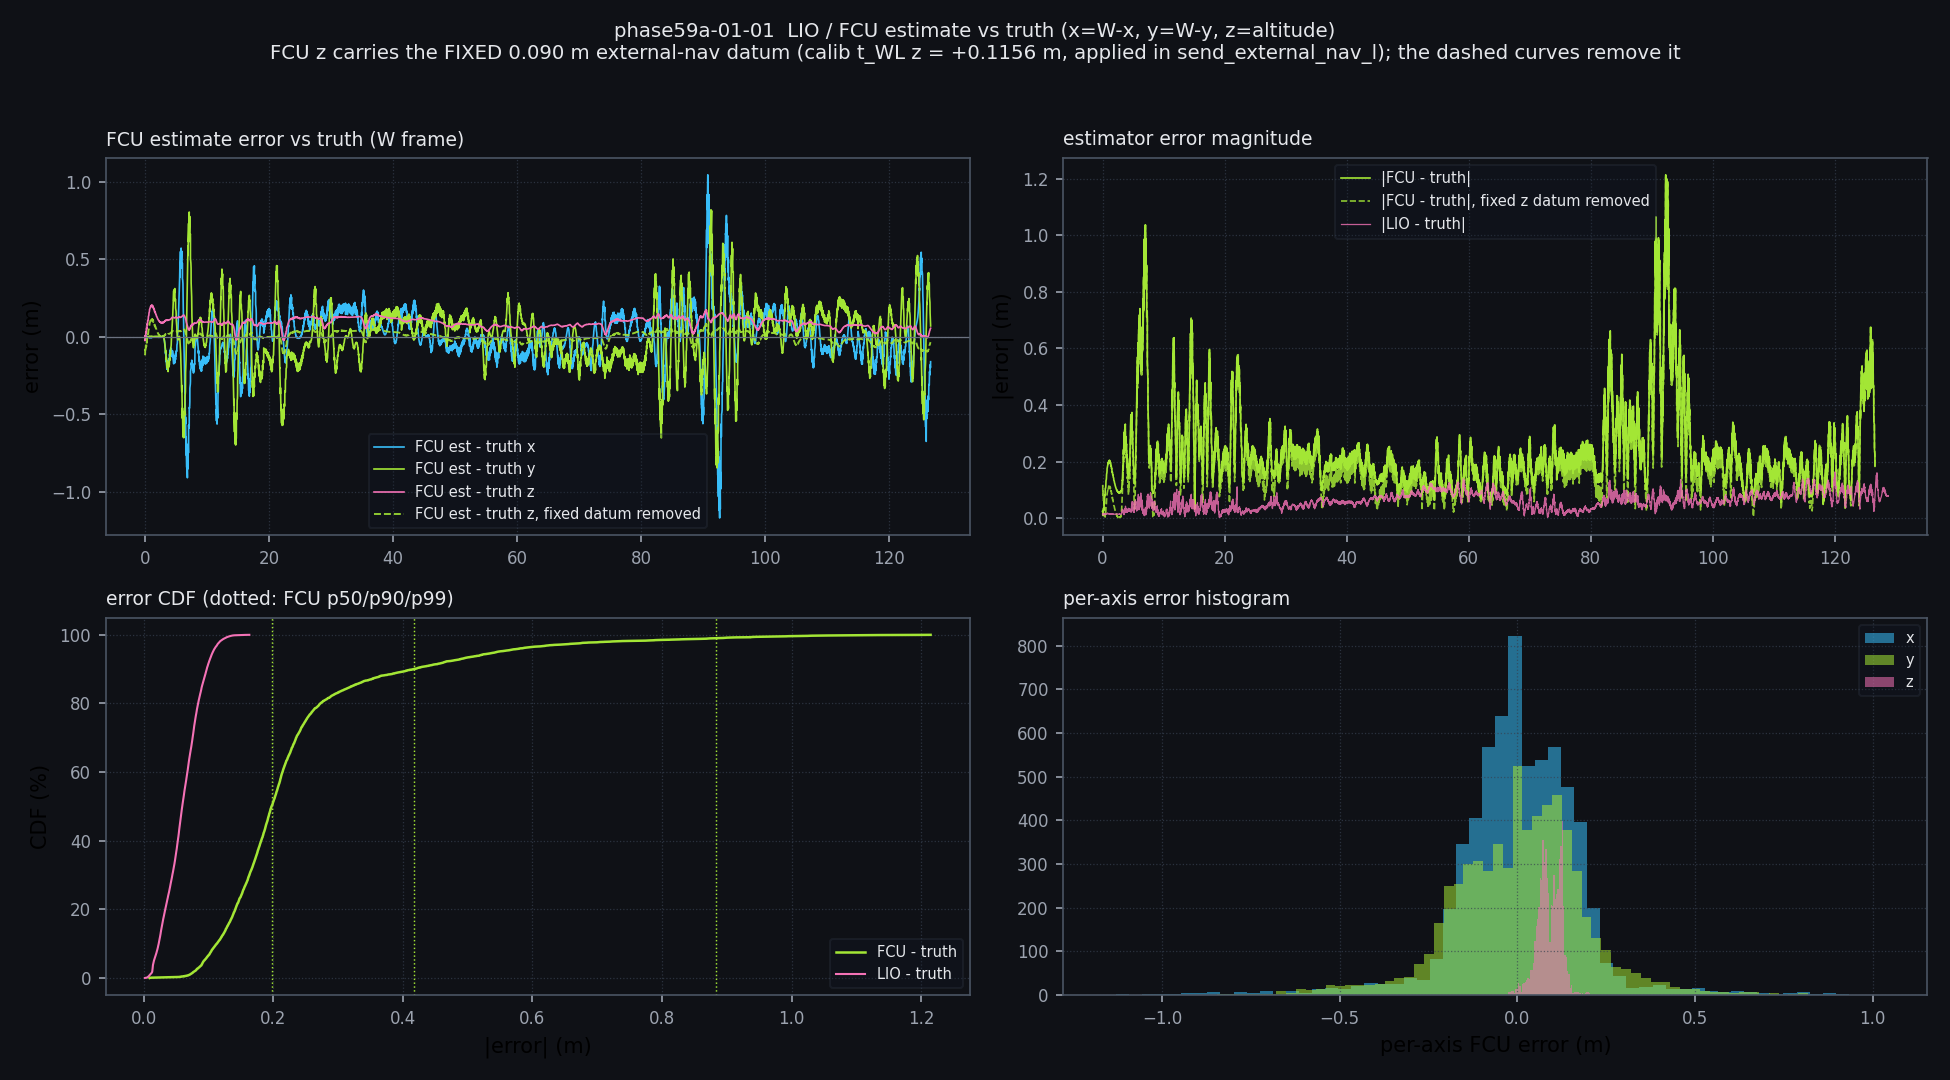 phase59a-01-01  LIO / FCU estimate vs truth (x=W-x, y=W-y, z=altitude)
FCU z carries the FIXED 0.090 m external-nav datum (calib t_WL z = +0.1156 m, applied in send_external_nav_l); the dashed curves remove it
FCU estimate error vs truth (W frame)
error (m)
1.0
0.5
0.0
−0.5
−1.0
FCU est - truth x
FCU est - truth y
FCU est - truth z
FCU est - truth z, fixed datum removed
0 20 40 60 80 100 120
estimator error magnitude
|error| (m)
1.2
1.0
0.8
0.6
0.4
0.2
0.0
|FCU - truth|
|FCU - truth|, fixed z datum removed
|LIO - truth|
0 20 40 60 80 100 120
error CDF (dotted: FCU p50/p90/p99)
CDF (%)
100
80
60
40
20
0
FCU - truth
LIO - truth
0.0 0.2 0.4 0.6 0.8 1.0 1.2
|error| (m)
per-axis error histogram
800
700
600
500
400
300
200
100
0
x
y
z
−1.0 −0.5 0.0 0.5 1.0
per-axis FCU error (m)